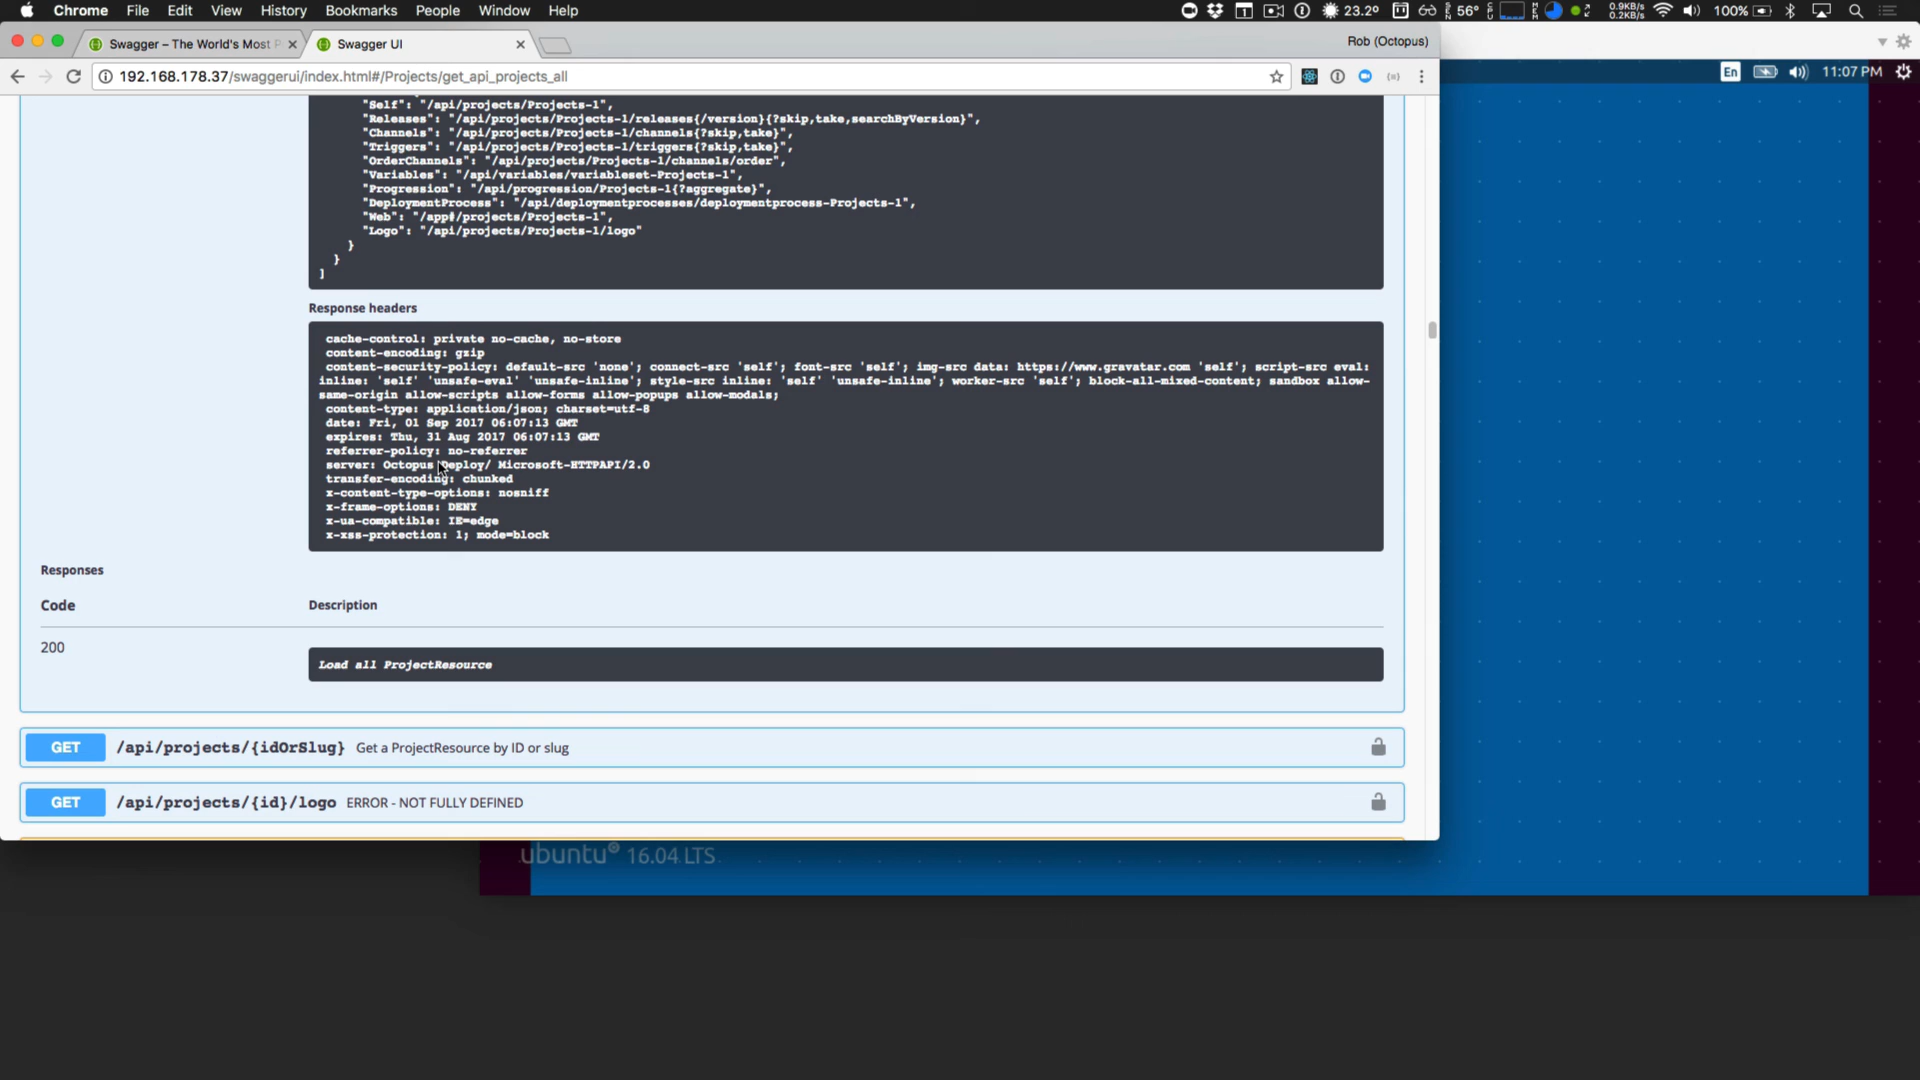 Chrome File Edit View History Bookmarks People Window Help
23.2° 56° 0.9KB/s 0.2KB/s 100%
Swagger – The World's Most P
Swagger UI
Rob (Octopus)
192.168.178.37/swaggerui/index.html#/Projects/get_api_projects_all
En 11:07 PM
"Self": "/api/projects/Projects-1",
"Releases": "/api/projects/Projects-1/releases{/version}{?skip,take,searchByVersion}",
"Channels": "/api/projects/Projects-1/channels{?skip,take}",
"Triggers": "/api/projects/Projects-1/triggers{?skip,take}",
"OrderChannels": "/api/projects/Projects-1/channels/order",
"Variables": "/api/variables/variableset-Projects-1",
"Progression": "/api/progression/Projects-1{?aggregate}",
"DeploymentProcess": "/api/deploymentprocesses/deploymentprocess-Projects-1",
"Web": "/app#/projects/Projects-1",
"Logo": "/api/projects/Projects-1/logo"
}
}
]
Response headers
cache-control: private no-cache, no-store
content-encoding: gzip
content-security-policy: default-src 'none'; connect-src 'self'; font-src 'self'; img-src data: https://www.gravatar.com 'self'; script-src eval:
inline: 'self' 'unsafe-eval' 'unsafe-inline'; style-src inline: 'self' 'unsafe-inline'; worker-src 'self'; block-all-mixed-content; sandbox allow-
same-origin allow-scripts allow-forms allow-popups allow-modals;
content-type: application/json; charset=utf-8
date: Fri, 01 Sep 2017 06:07:13 GMT
expires: Thu, 31 Aug 2017 06:07:13 GMT
referrer-policy: no-referrer
server: Octopus Deploy/ Microsoft-HTTPAPI/2.0
transfer-encoding: chunked
x-content-type-options: nosniff
x-frame-options: DENY
x-ua-compatible: IE=edge
x-xss-protection: 1; mode=block
Responses
Code Description
200
Load all ProjectResource
GET /api/projects/{idOrSlug} Get a ProjectResource by ID or slug
GET /api/projects/{id}/logo ERROR - NOT FULLY DEFINED
ubuntu® 16.04 LTS